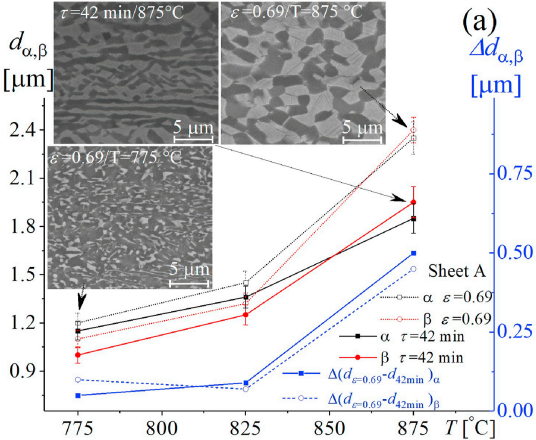 (a)
d α,β
[μm]
τ=42 min/875°C
5 μm
ε=0.69/T=875 °C
5 μm
ε=0.69/T=775 °C
5 μm
Δd α,β
[μm]
2.4
2.1
1.8
1.5
1.2
0.9
0.75
0.50
0.25
0.00
Sheet A
α ε=0.69
β ε=0.69
α τ=42 min
β τ=42 min
Δ(dε=0.69-d42min)α
Δ(dε=0.69-d42min)β
775 800 825 850 875
T [°C]